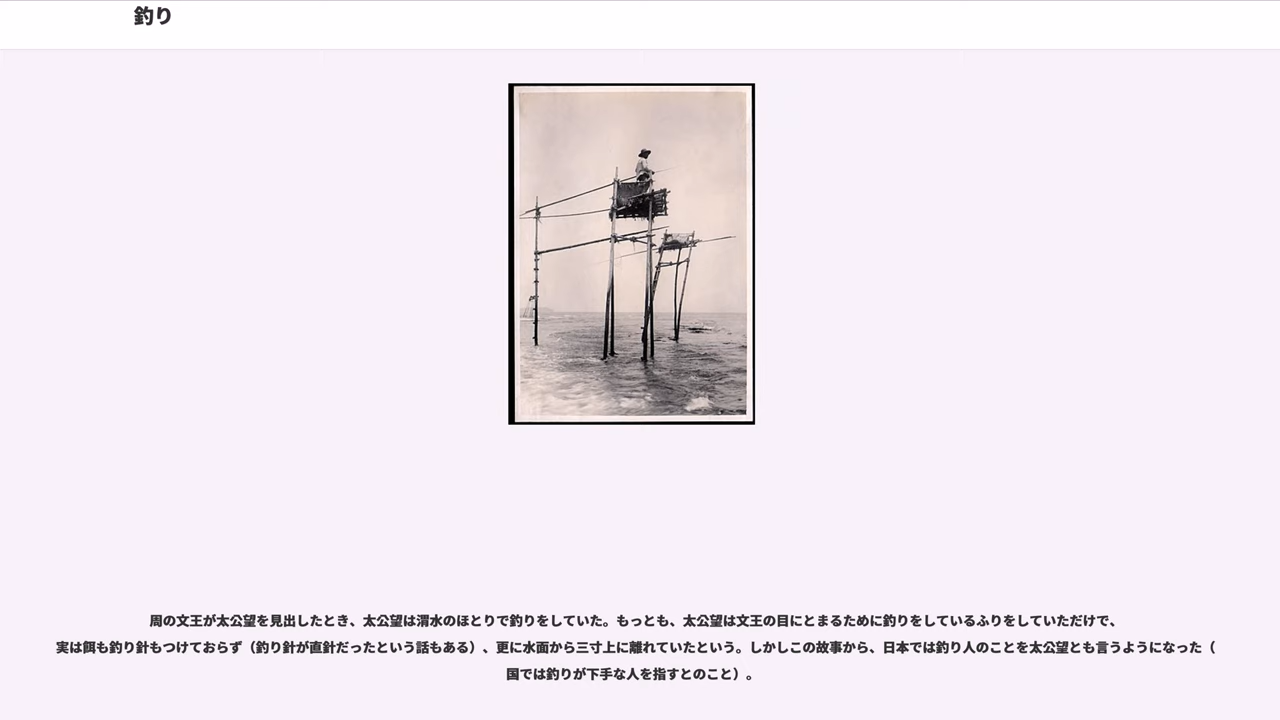 釣り
周の文王が太公望を見出したとき、太公望は渭水のほとりで釣りをしていた。もっとも、太公望は文王の目にとまるために釣りをしているふりをしていただけで、
実は餌も釣り針もつけておらず（釣り針が直針だったという話もある）、更に水面から三寸上に離れていたという。しかしこの故事から、日本では釣り人のことを太公望とも言うようになった（
国では釣りが下手な人を指すとのこと）。